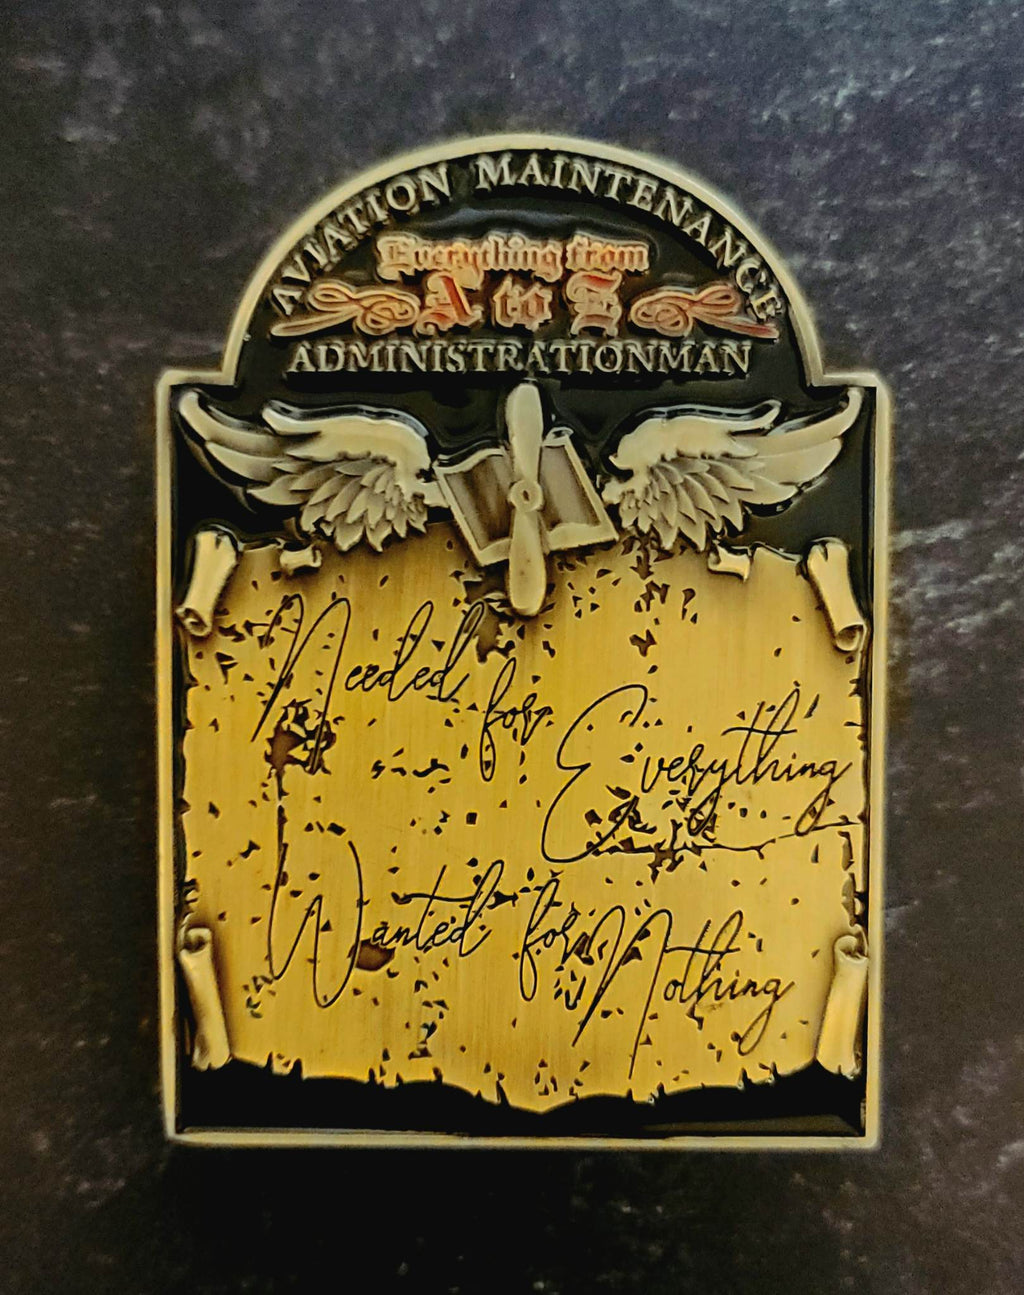 AVIATION MAINTENANCE
Everything from
A to Z
ADMINISTRATIONMAN
Needed for Everything
Wanted for Nothing